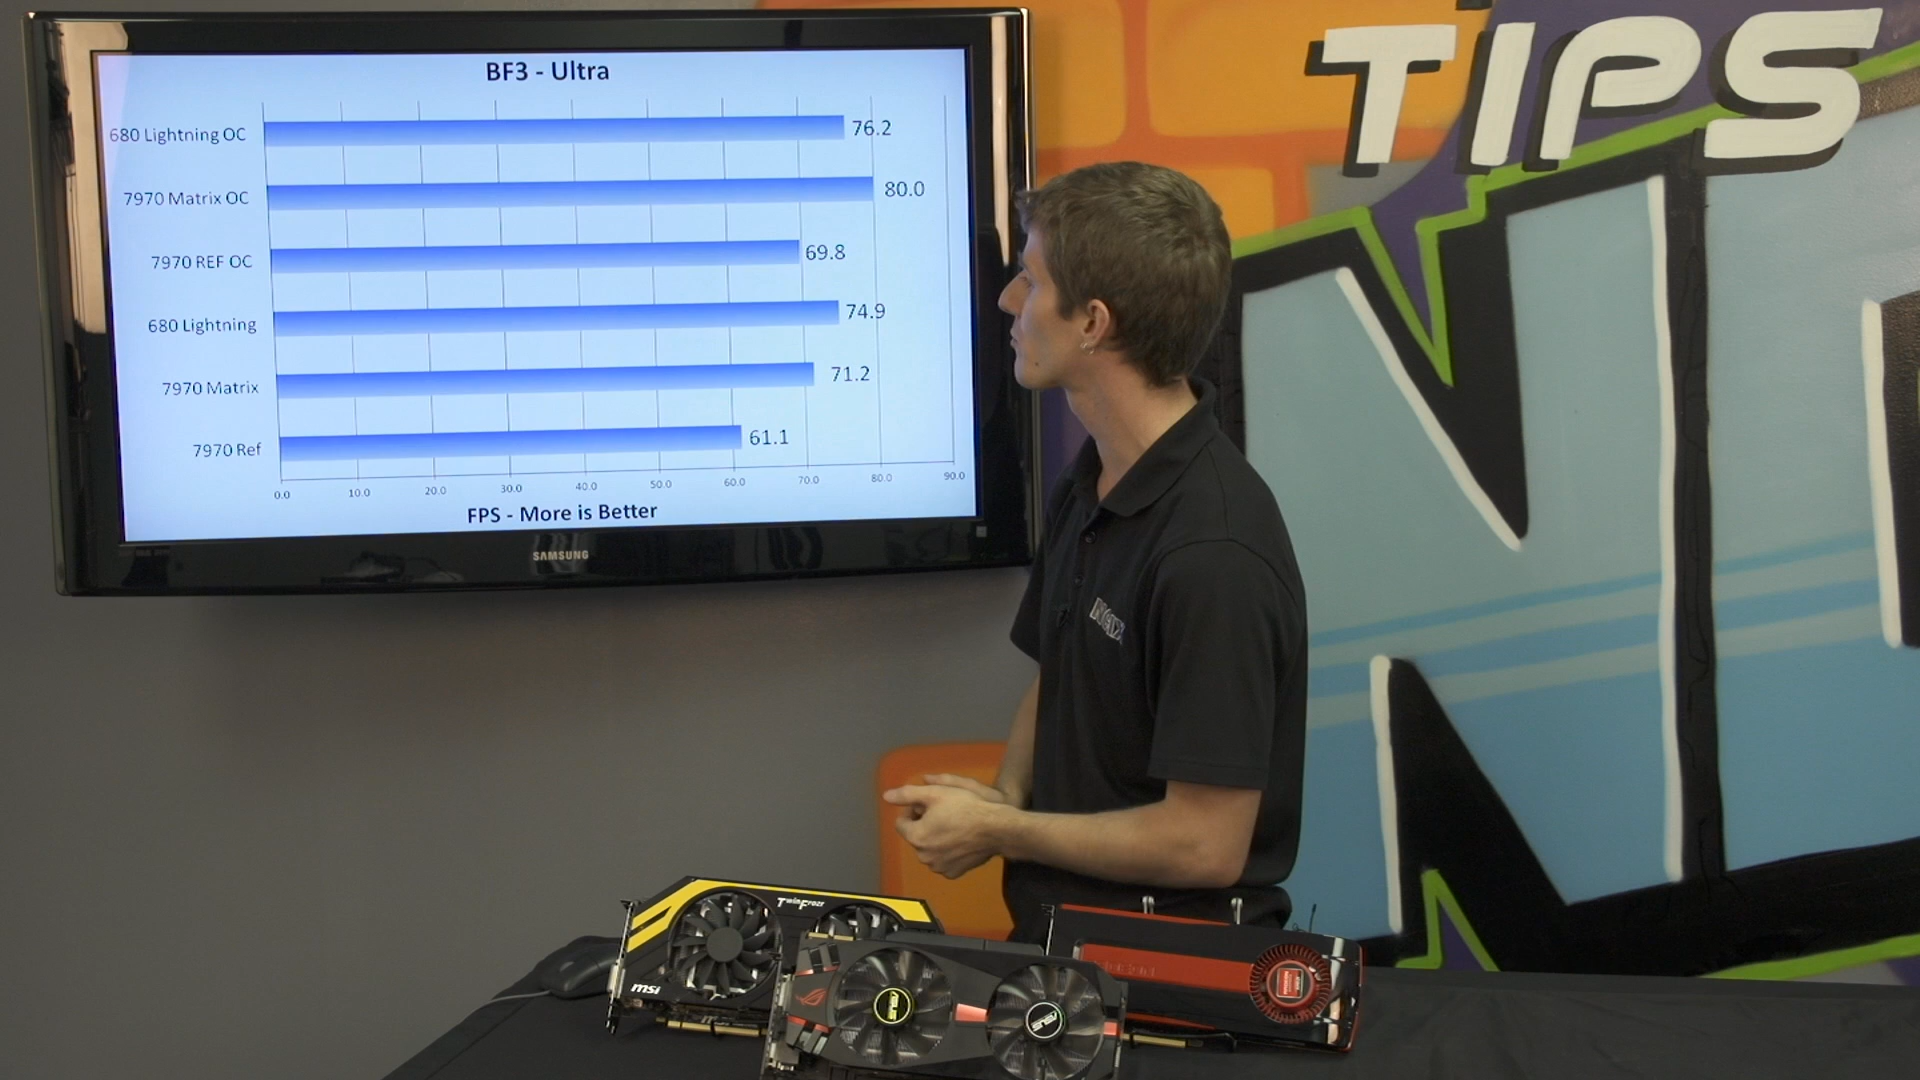 BF3 - Ultra
680 Lightning OC 76.2
7970 Matrix OC 80.0
7970 REF OC 69.8
680 Lightning 74.9
7970 Matrix 71.2
7970 Ref 61.1
0.0 10.0 20.0 30.0 40.0 50.0 60.0 70.0 80.0 90.0
FPS - More is Better
SAMSUNG
TIPS
NCIX
TwinFrozr
msi
ASUS
ASUS